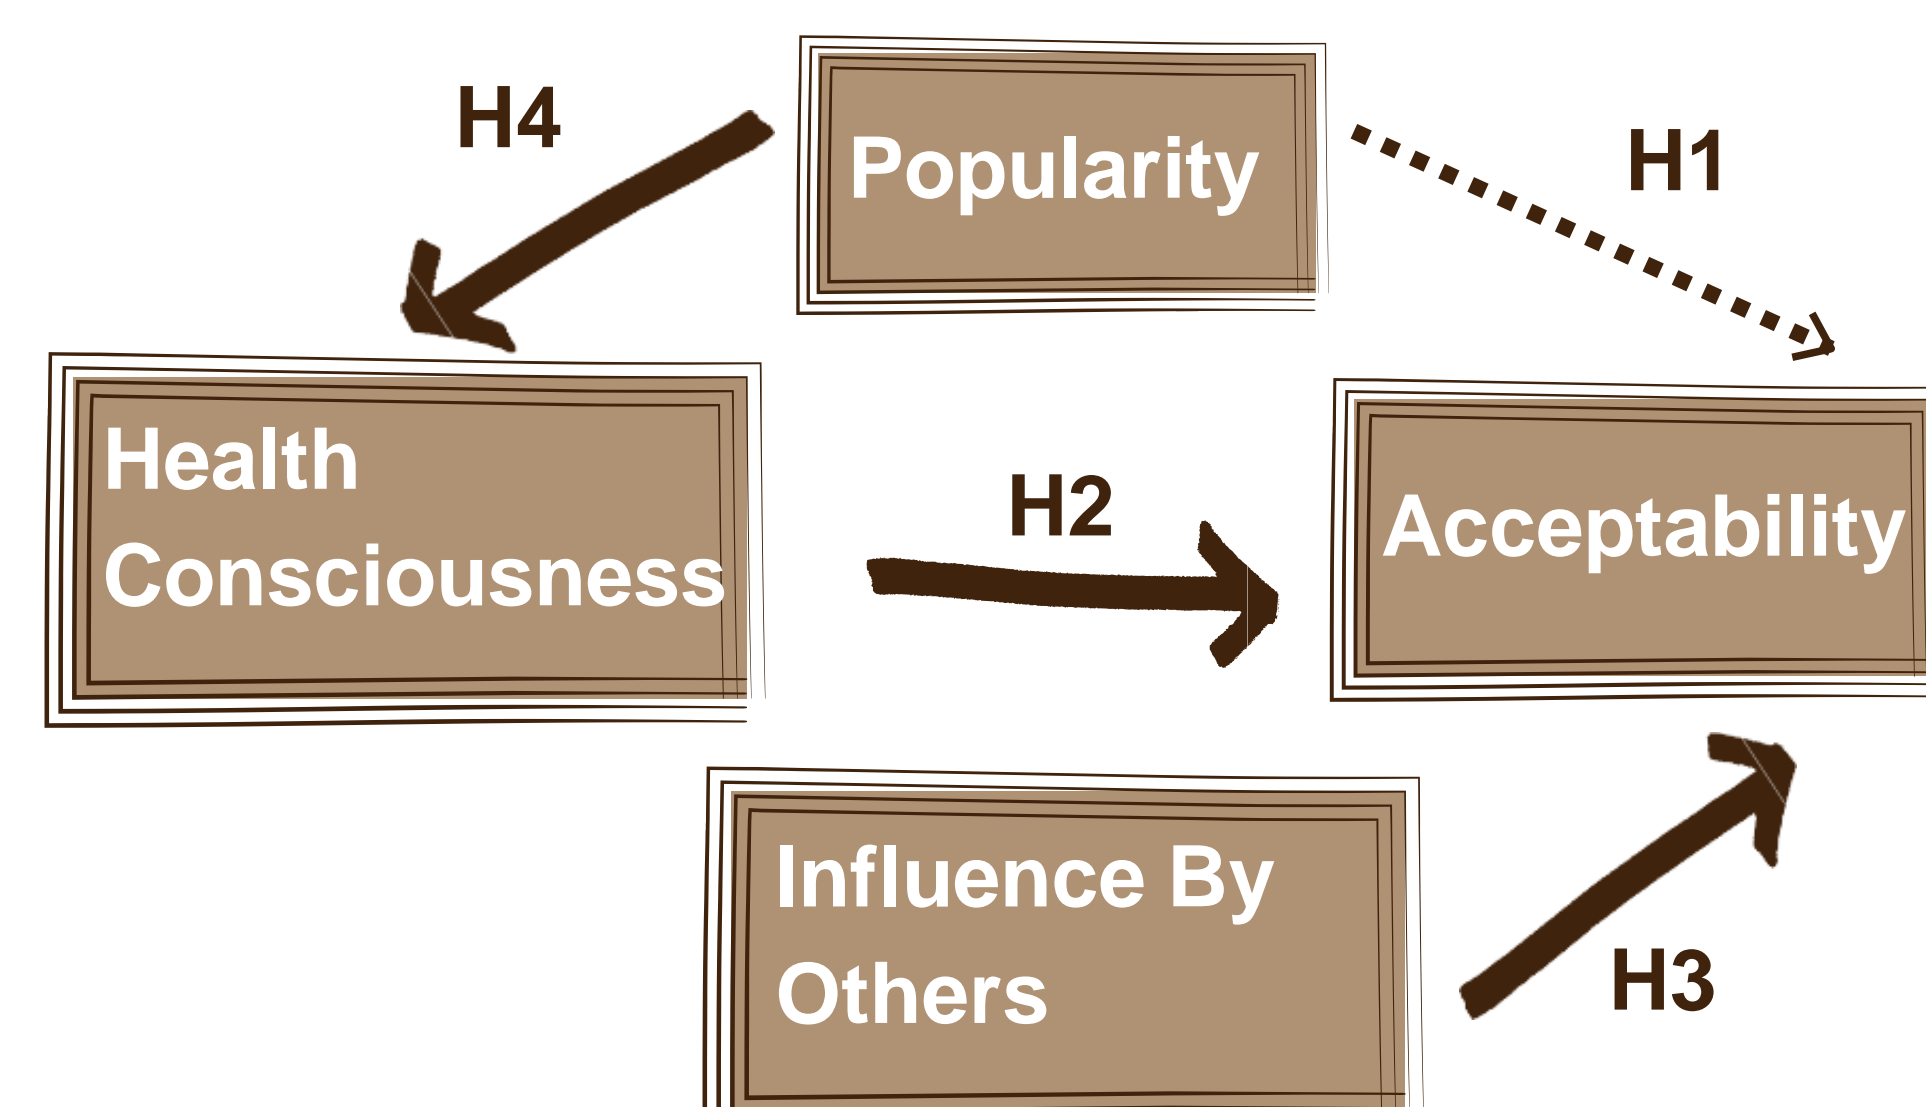 H4
Popularity
H1
Health
Consciousness
H2
Acceptability
Influence By
Others
H3